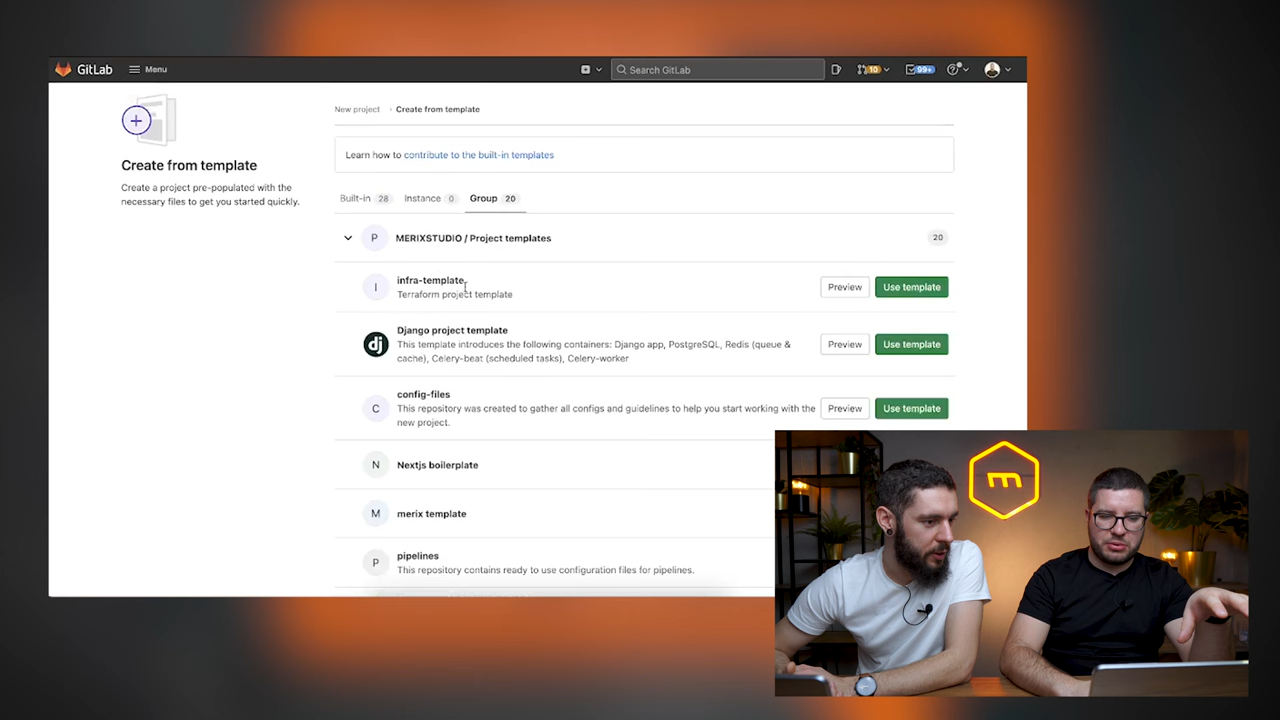 GitLab
Menu
Search GitLab
10
99+
New project
Create from template
Create from template
Create a project pre-populated with the
necessary files to get you started quickly.
Learn how to contribute to the built-in templates
Built-in 28
Instance 0
Group 20
P
MERIXSTUDIO / Project templates
20
I
infra-template
Terraform project template
Preview
Use template
dj
Django project template
This template introduces the following containers: Django app, PostgreSQL, Redis (queue &
cache), Celery-beat (scheduled tasks), Celery-worker
Preview
Use template
C
config-files
This repository was created to gather all configs and guidelines to help you start working with the
new project.
Preview
Use template
N
Nextjs boilerplate
M
merix template
P
pipelines
This repository contains ready to use configuration files for pipelines.
m